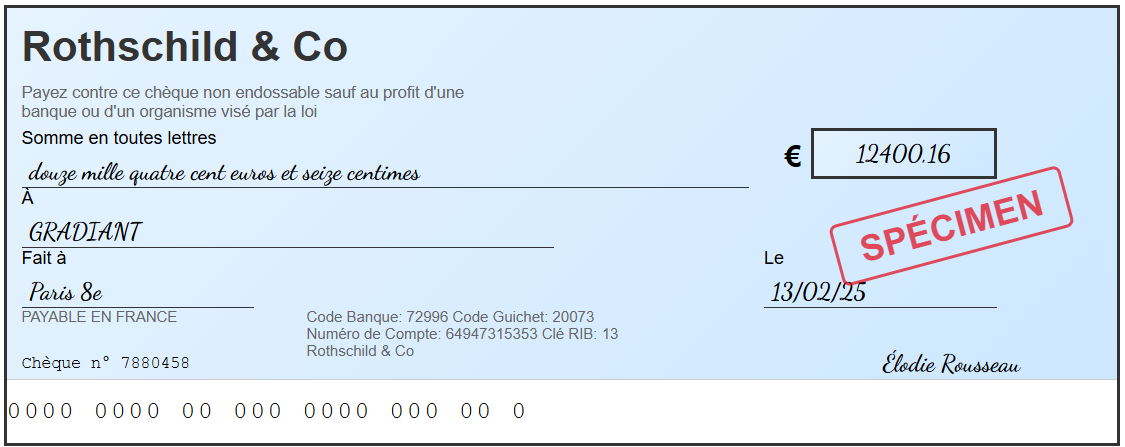 Rothschild & Co
Payez contre ce chèque non endossable sauf au profit d'une
banque ou d'un organisme visé par la loi
Somme en toutes lettres
€ 12400.16
douze mille quatre cent euros et seize centimes
À
GRADIANT
SPÉCIMEN
Fait à
Le
Paris 8e
13/02/25
PAYABLE EN FRANCE
Code Banque: 72996 Code Guichet: 20073
Numéro de Compte: 64947315353 Clé RIB: 13
Rothschild & Co
Chèque n° 7880458
Élodie Rousseau
0000 0000 00 000 0000 000 00 0